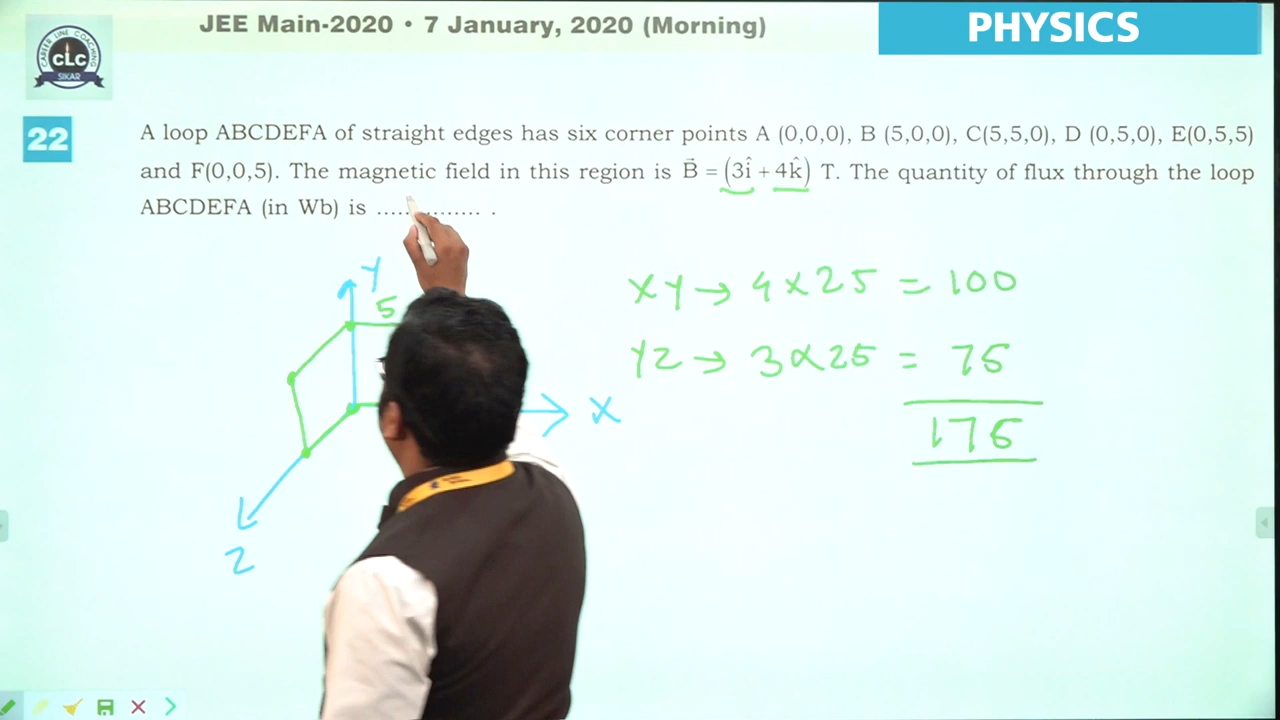 JEE Main-2020 • 7 January, 2020 (Morning)
PHYSICS
CAREER LINE COACHING
CLC
SIKAR
22
A loop ABCDEFA of straight edges has six corner points A (0,0,0), B (5,0,0), C(5,5,0), D (0,5,0), E(0,5,5)
and F(0,0,5). The magnetic field in this region is B⃗ = (3î + 4k̂) T. The quantity of flux through the loop
ABCDEFA (in Wb) is .................. .
Y
5
X
Z
XY → 4 × 25 = 100
YZ → 3 × 25 = 75
175